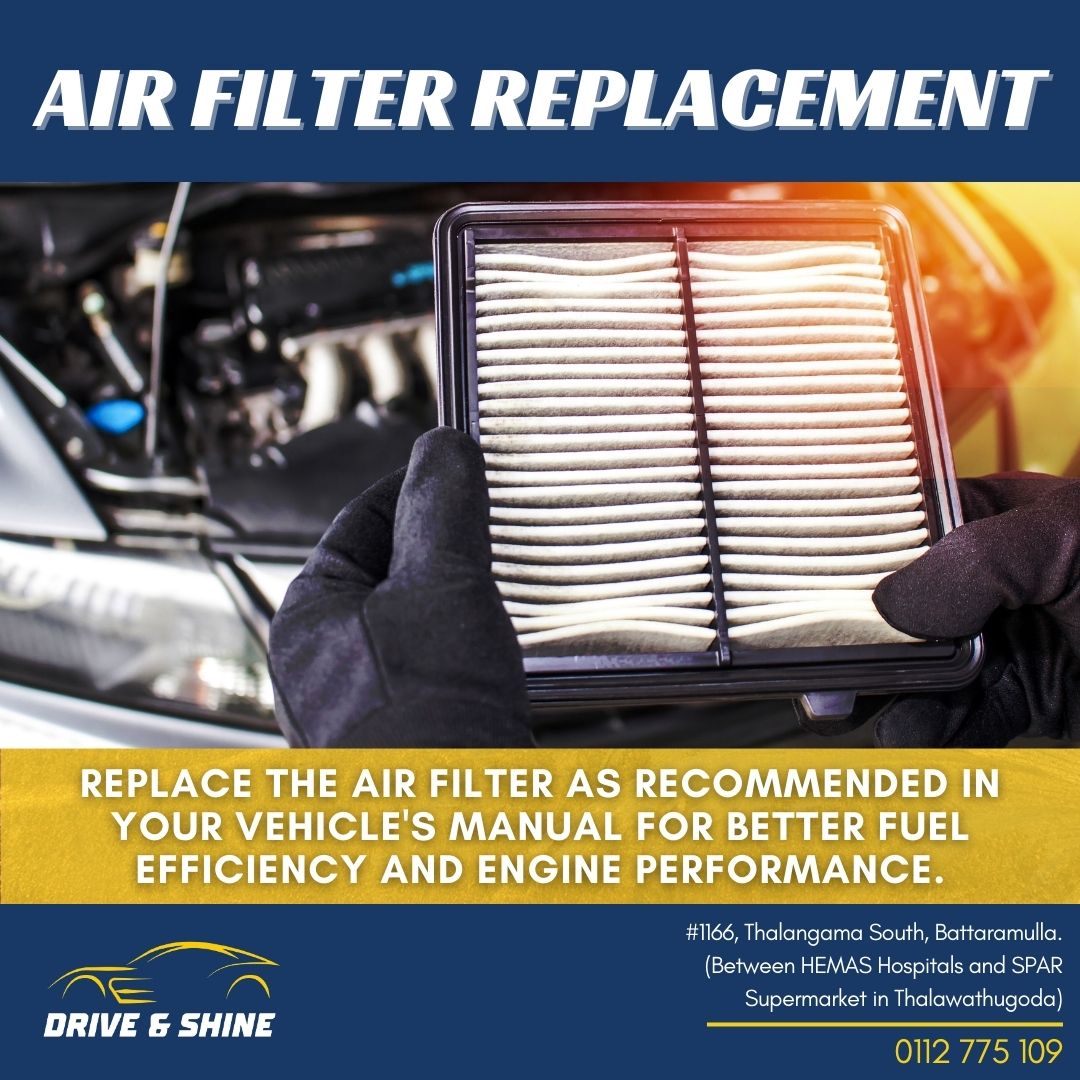 AIR FILTER REPLACEMENT
REPLACE THE AIR FILTER AS RECOMMENDED IN
YOUR VEHICLE'S MANUAL FOR BETTER FUEL
EFFICIENCY AND ENGINE PERFORMANCE.
DRIVE & SHINE
#1166, Thalangama South, Battaramulla.
(Between HEMAS Hospitals and SPAR
Supermarket in Thalawathugoda)
0112 775 109